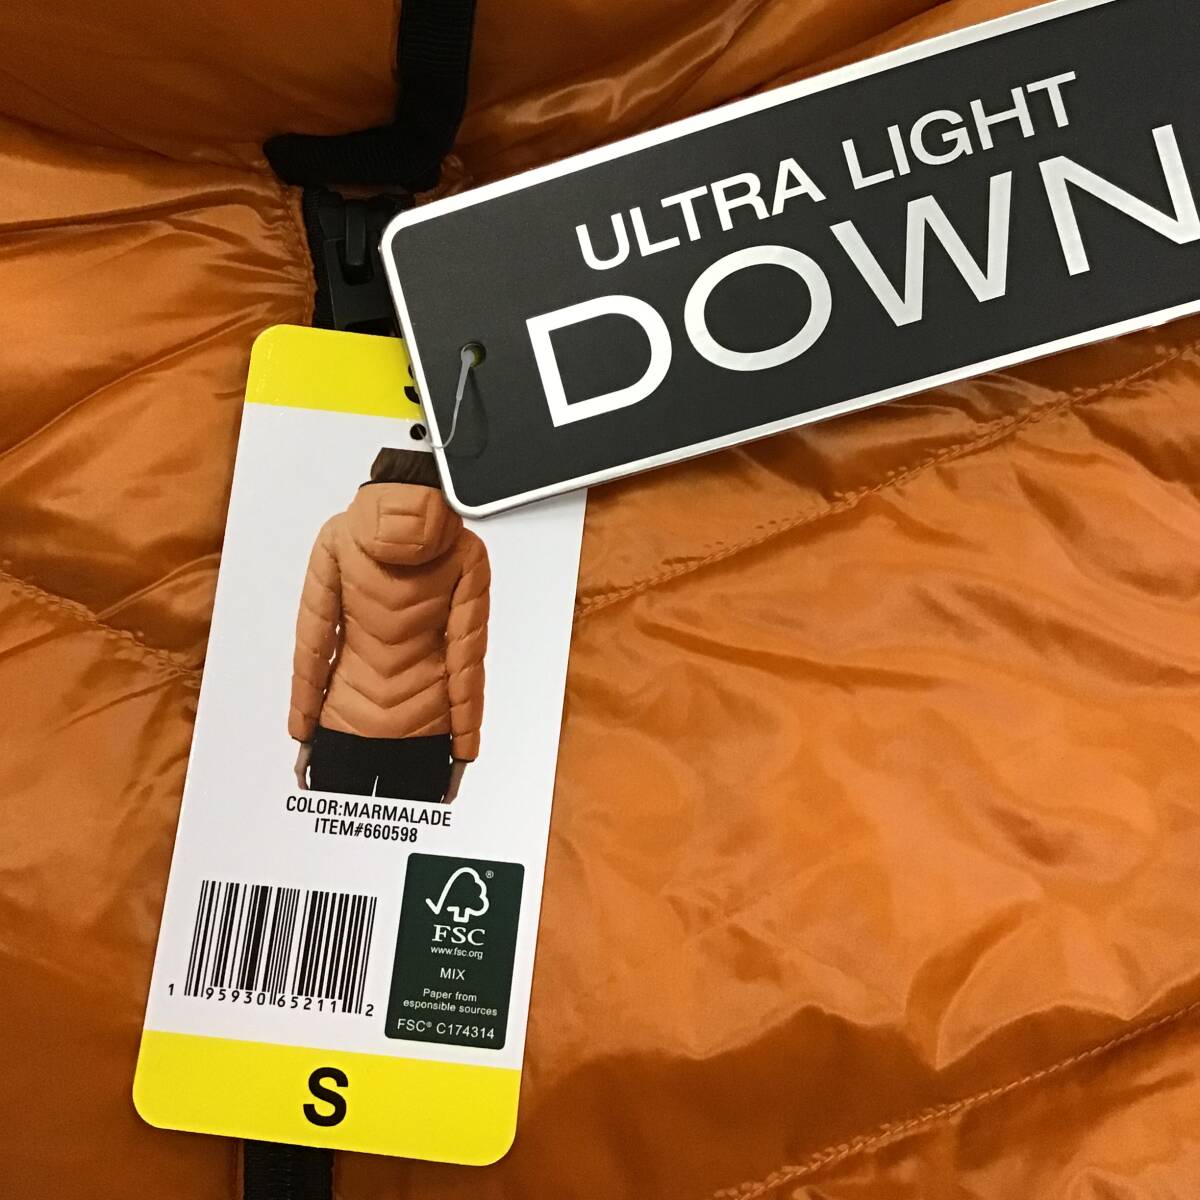 ULTRA LIGHT
DOWN
COLOR:MARMALADE
ITEM#660598
1 95930 65211 2
®
FSC
www.fsc.org
MIX
Paper from
esponsible sources
FSC® C174314
S